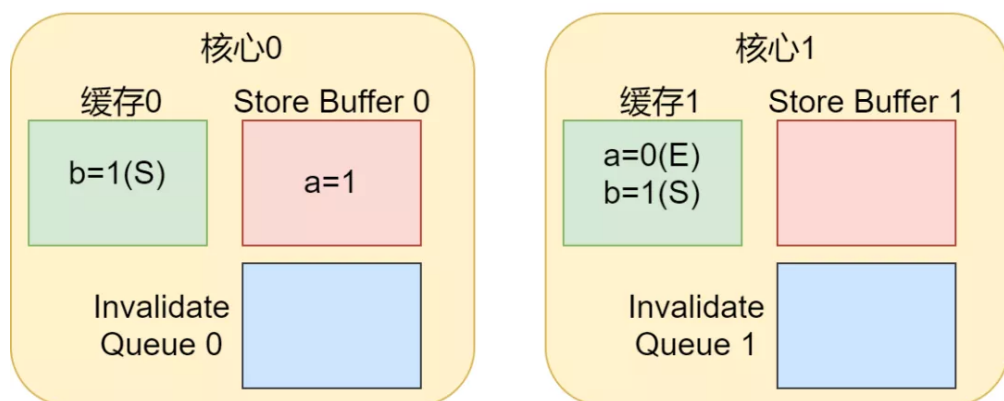 核心0
缓存0
Store Buffer 0
b=1(S)
a=1
Invalidate
Queue 0
核心1
缓存1
Store Buffer 1
a=0(E)
b=1(S)
Invalidate
Queue 1